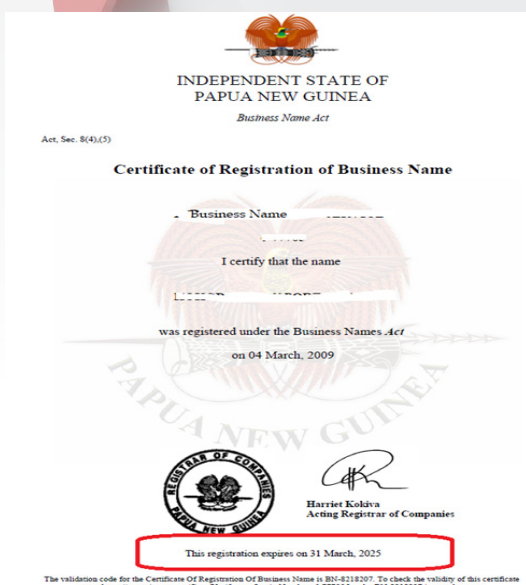 INDEPENDENT STATE OF
PAPUA NEW GUINEA
Business Name Act
Act, Sec. 8(4),(5)
Certificate of Registration of Business Name
Business Name
I certify that the name
was registered under the Business Names Act
on 04 March, 2009
PAPUA NEW GUINEA
REGISTRAR OF COMPANIES
PAPUA NEW GUINEA
Harriet Kokiva
Acting Registrar of Companies
This registration expires on 31 March, 2025
The validation code for the Certificate Of Registration Of Business Name is BN-8218207. To check the validity of this certificate